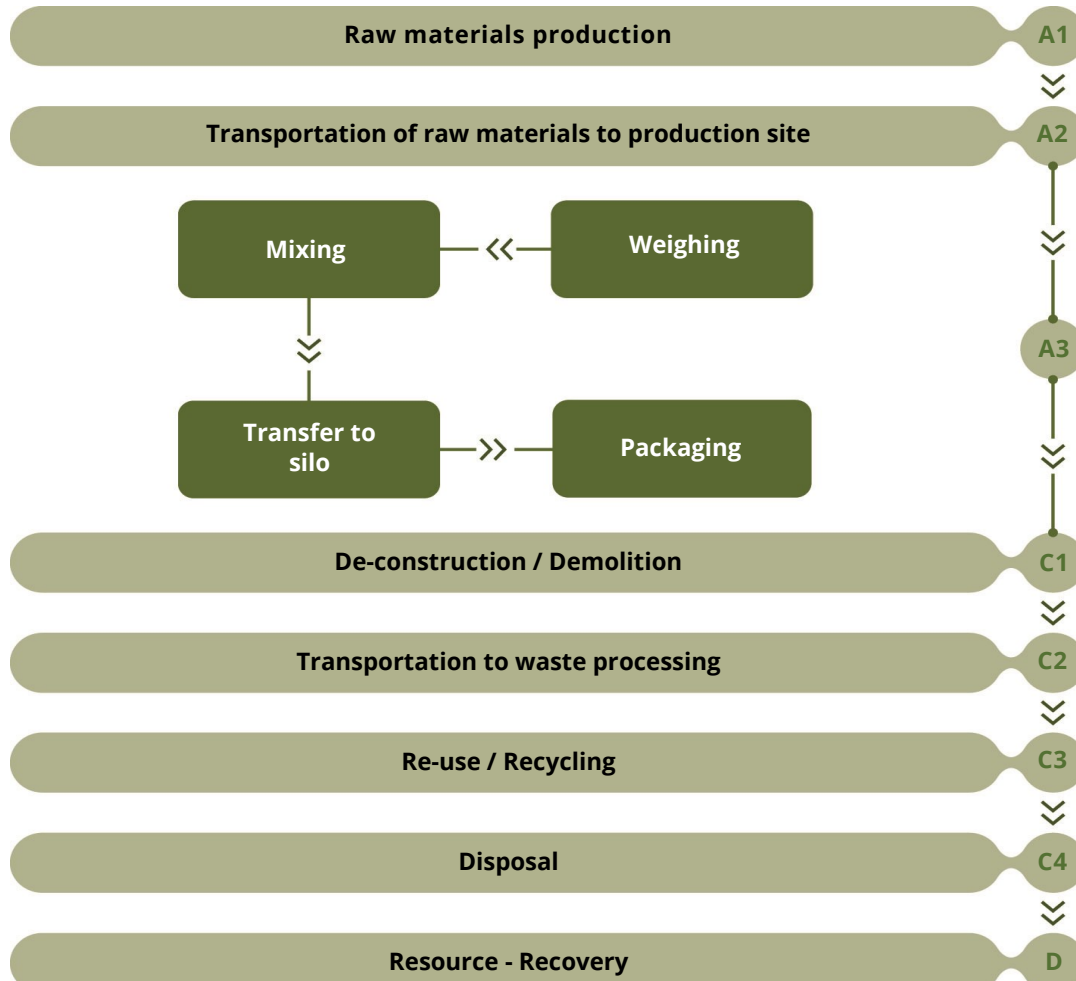 Raw materials production A1
Transportation of raw materials to production site A2
Mixing Weighing
A3
Transfer to
silo
Packaging
De-construction / Demolition C1
Transportation to waste processing C2
Re-use / Recycling C3
Disposal C4
Resource - Recovery D